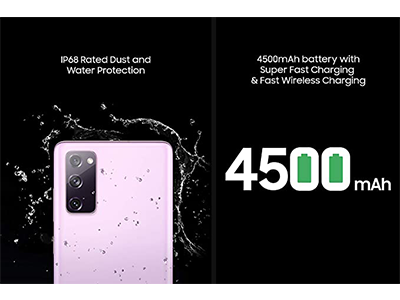 IP68 Rated Dust and
Water Protection
4500mAh battery with
Super Fast Charging
& Fast Wireless Charging
4500 mAh